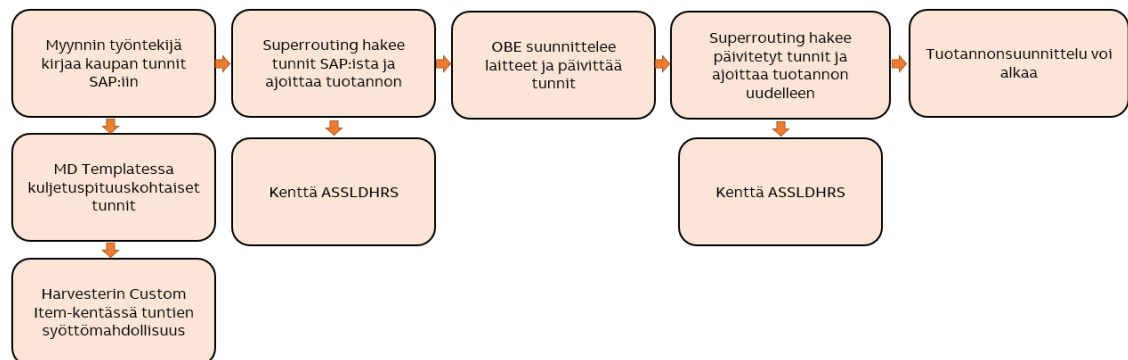 Myynnin työntekijä
kirjaa kaupan tunnit
SAP:iin
Superrouting hakee
tunnit SAP:ista ja
ajoittaa tuotannon
OBE suunnittelee
laitteet ja päivittää
tunnit
Superrouting hakee
päivitetyt tunnit ja
ajoittaa tuotannon
uudelleen
Tuotannonsuunnittelu voi
alkaa
MD Templatessa
kuljetuspituuskohtaiset
tunnit
Kenttä ASSLDHRS
Kenttä ASSLDHRS
Harvesterin Custom
Item-kentässä tuntien
syöttömahdollisuus